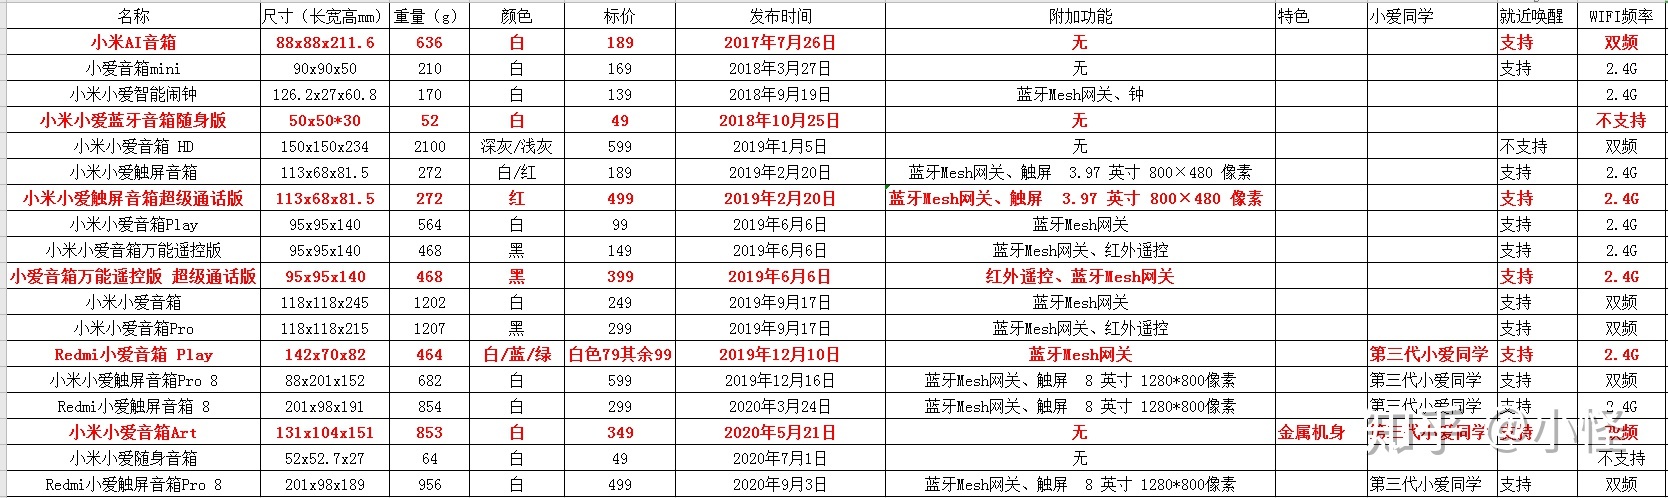 名称 尺寸（长宽高mm） 重量（g） 颜色 标价 发布时间 附加功能 特色 小爱同学 就近唤醒 WIFI频率
小米AI音箱 88x88x211.6 636 白 189 2017年7月26日 无 支持 双频
小爱音箱mini 90x90x50 210 白 169 2018年3月27日 无 支持 2.4G
小米小爱智能闹钟 126.2x27x60.8 170 白 139 2018年9月19日 蓝牙Mesh网关、钟 2.4G
小米小爱蓝牙音箱随身版 50x50*30 52 白 49 2018年10月25日 无 不支持
小米小爱音箱 HD 150x150x234 2100 深灰/浅灰 599 2019年1月5日 无 不支持 双频
小米小爱触屏音箱 113x68x81.5 272 白/红 189 2019年2月20日 蓝牙Mesh网关、触屏 3.97 英寸 800×480 像素 支持 2.4G
小米小爱触屏音箱超级通话版 113x68x81.5 272 红 499 2019年2月20日 蓝牙Mesh网关、触屏 3.97 英寸 800×480 像素 支持 2.4G
小米小爱音箱Play 95x95x140 564 白 99 2019年6月6日 蓝牙Mesh网关 支持 2.4G
小米小爱音箱万能遥控版 95x95x140 468 黑 149 2019年6月6日 蓝牙Mesh网关、红外遥控 支持 2.4G
小爱音箱万能遥控版 超级通话版 95x95x140 468 黑 399 2019年6月6日 红外遥控、蓝牙Mesh网关 支持 2.4G
小米小爱音箱 118x118x245 1202 白 249 2019年9月17日 蓝牙Mesh网关 支持 双频
小米小爱音箱Pro 118x118x215 1207 黑 299 2019年9月17日 蓝牙Mesh网关、红外遥控 支持 双频
Redmi小爱音箱 Play 142x70x82 464 白/蓝/绿 白色79其余99 2019年12月10日 蓝牙Mesh网关 第三代小爱同学 支持 2.4G
小米小爱触屏音箱Pro 8 88x201x152 682 白 599 2019年12月16日 蓝牙Mesh网关、触屏 8 英寸 1280*800像素 第三代小爱同学 支持 双频
Redmi小爱触屏音箱 8 201x98x191 854 白 299 2020年3月24日 蓝牙Mesh网关、触屏 8 英寸 1280*800像素 第三代小爱同学 支持 2.4G
小米小爱音箱Art 131x104x151 853 白 349 2020年5月21日 无 金属机身 第三代小爱同学 支持 双频
小米小爱随身音箱 52x52.7x27 64 白 49 2020年7月1日 无 不支持
Redmi小爱触屏音箱Pro 8 201x98x189 956 白 499 2020年9月3日 蓝牙Mesh网关、触屏 8 英寸 1280*800像素 第三代小爱同学 支持 双频
知乎 @小怪